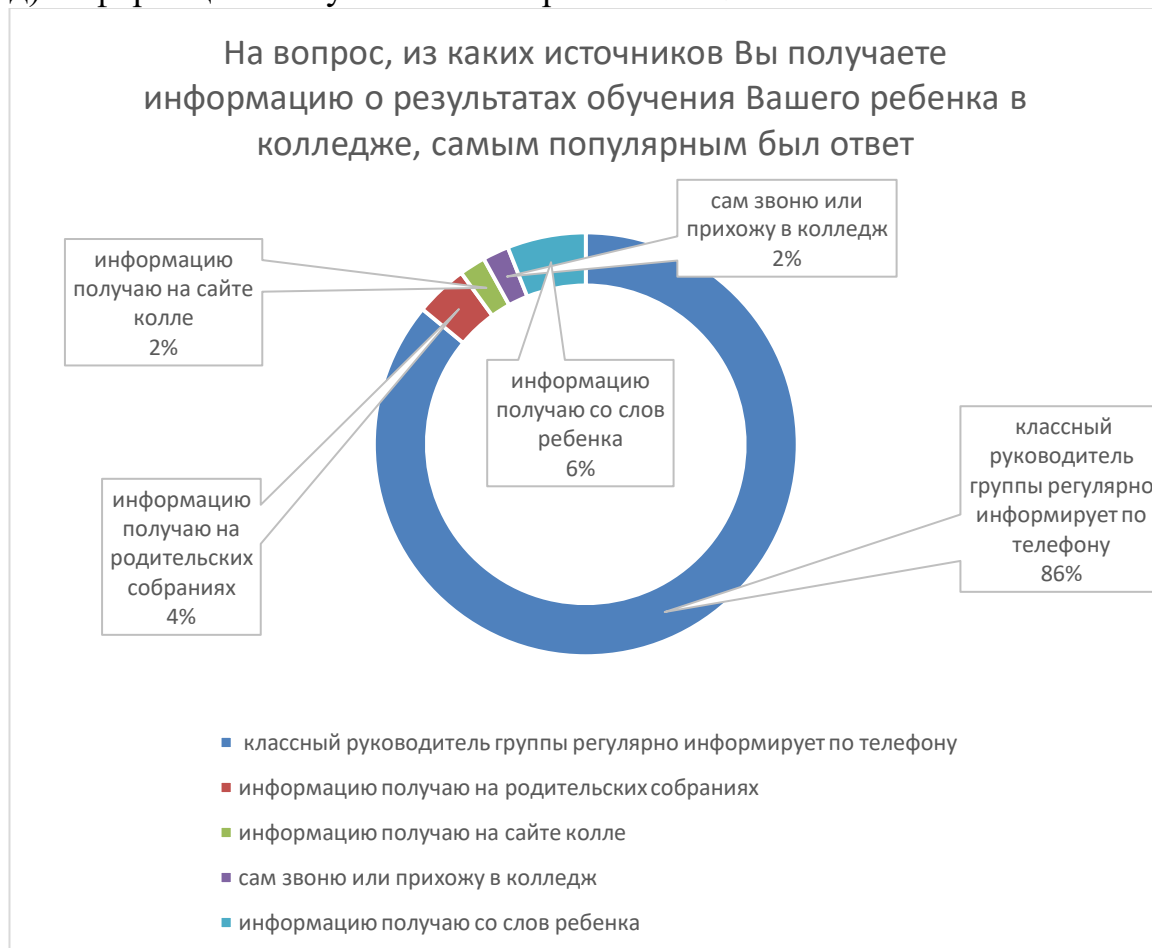 На вопрос, из каких источников Вы получаете
информацию о результатах обучения Вашего ребенка в
колледже, самым популярным был ответ
сам звоню или
прихожу в колледж
2%
информацию
получаю на сайте
колле
2%
информацию
получаю со слов
ребенка
6%
классный
руководитель
группы регулярно
информирует по
телефону
86%
информацию
получаю на
родительских
собраниях
4%
классный руководитель группы регулярно информирует по телефону
информацию получаю на родительских собраниях
информацию получаю на сайте колле
сам звоню или прихожу в колледж
информацию получаю со слов ребенка